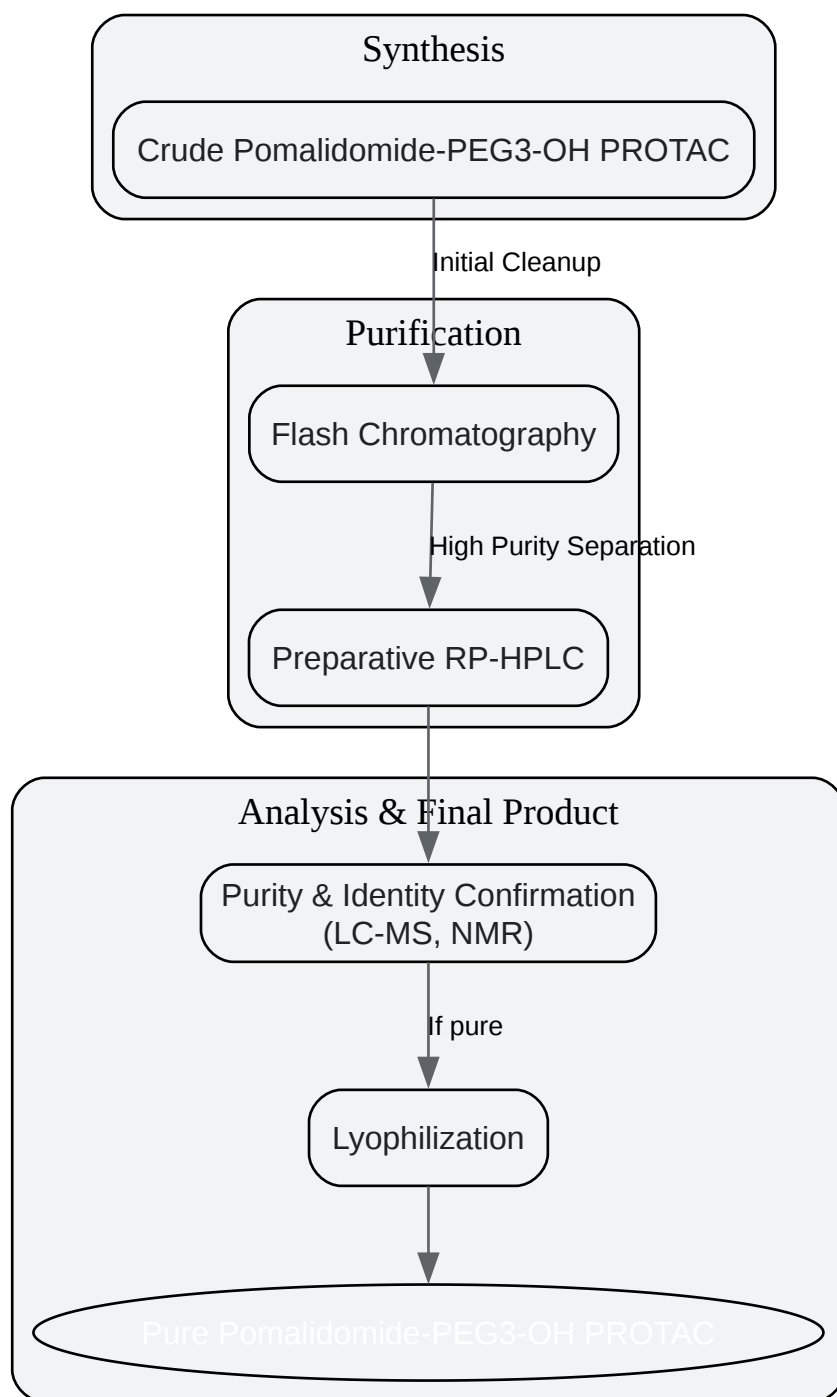 Synthesis
Crude Pomalidomide-PEG3-OH PROTAC
Initial Cleanup
Purification
Flash Chromatography
High Purity Separation
Preparative RP-HPLC
Analysis & Final Product
Purity & Identity Confirmation
(LC-MS, NMR)
If pure
Lyophilization
Pure Pomalidomide-PEG3-OH PROTAC